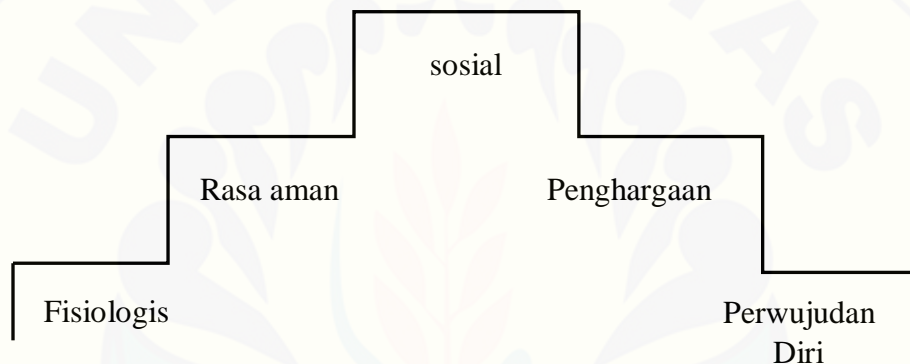 sosial
Rasa aman
Penghargaan
Fisiologis
Perwujudan
Diri